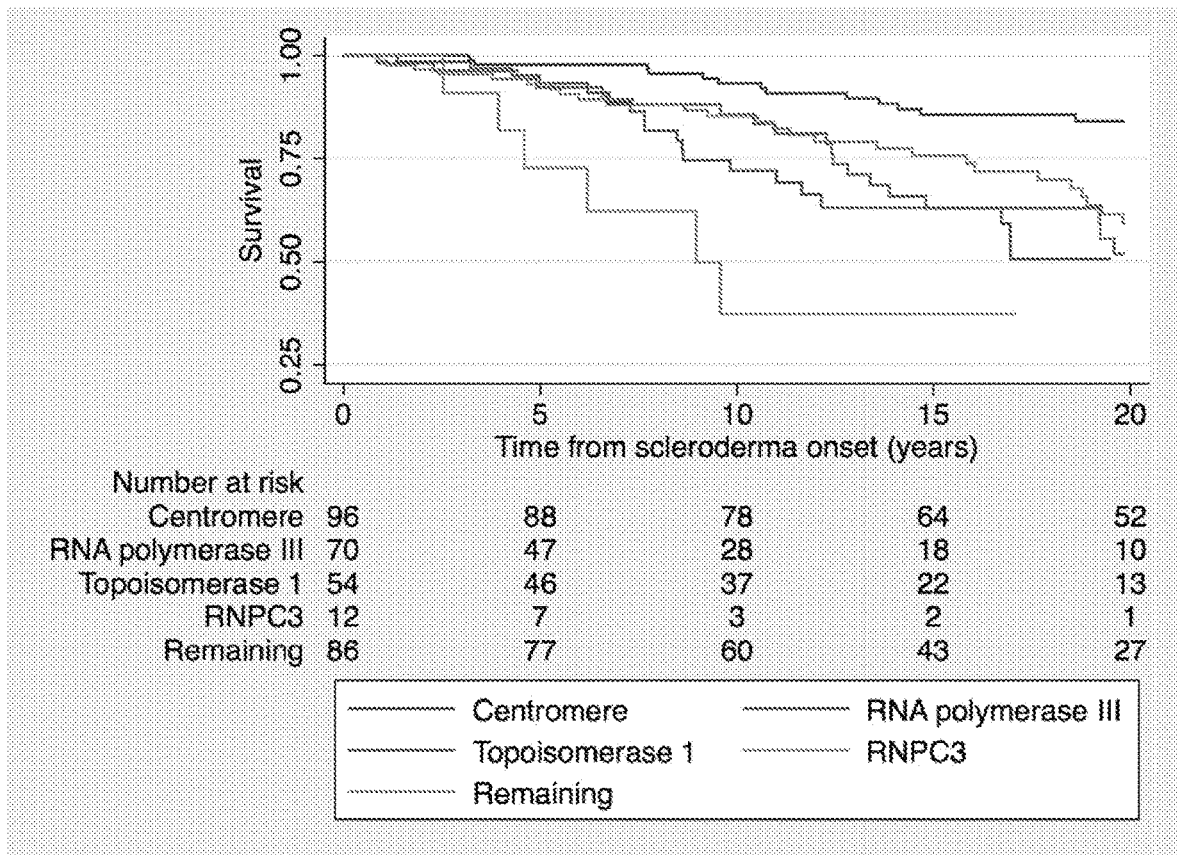 1.00
0.75
0.50
0.25
Survival
0 5 10 15 20
Time from scleroderma onset (years)
Number at risk
Centromere 96 88 78 64 52
RNA polymerase III 70 47 28 18 10
Topoisomerase 1 54 46 37 22 13
RNPC3 12 7 3 2 1
Remaining 86 77 60 43 27
Centromere RNA polymerase III
Topoisomerase 1 RNPC3
Remaining